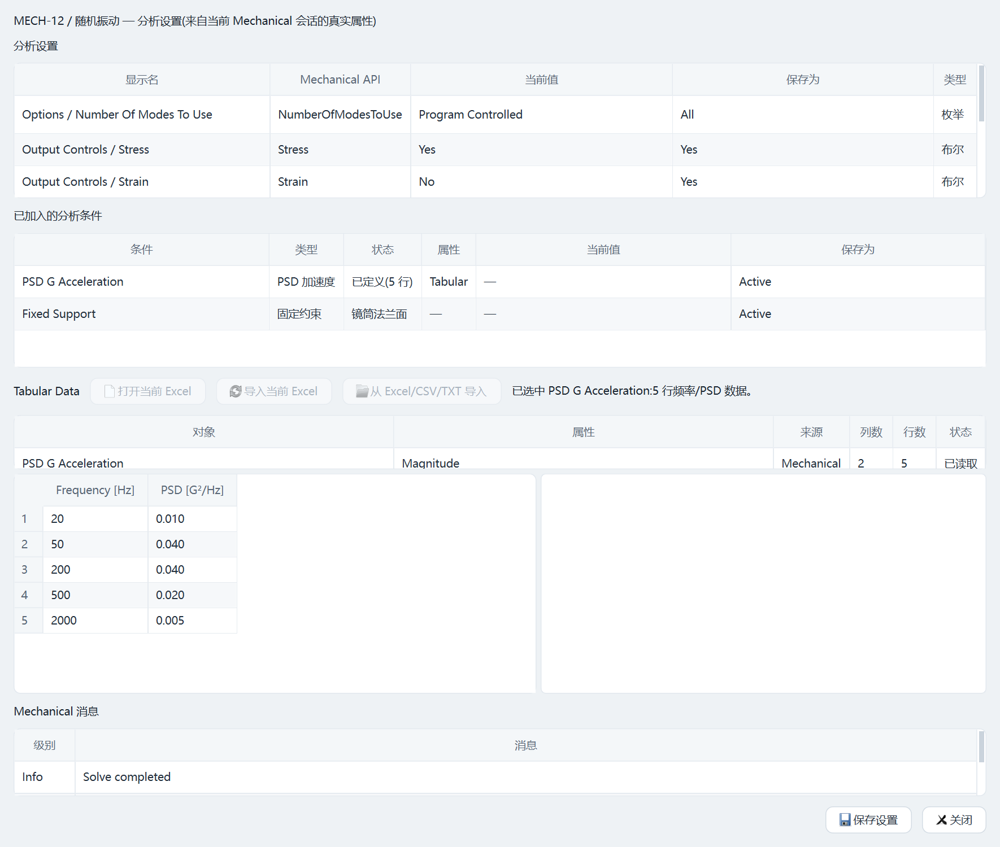 MECH-12 / 随机振动 — 分析设置(来自当前 Mechanical 会话的真实属性)
分析设置
显示名 Mechanical API 当前值 保存为 类型
Options / Number Of Modes To Use NumberOfModesToUse Program Controlled All 枚举
Output Controls / Stress Stress Yes Yes 布尔
Output Controls / Strain Strain No Yes 布尔
已加入的分析条件
条件 类型 状态 属性 当前值 保存为
PSD G Acceleration PSD 加速度 已定义(5 行) Tabular — Active
Fixed Support 固定约束 镜筒法兰面 — — Active
Tabular Data 打开当前 Excel 导入当前 Excel 从 Excel/CSV/TXT 导入 已选中 PSD G Acceleration:5 行频率/PSD 数据。
对象 属性 来源 列数 行数 状态
PSD G Acceleration Magnitude Mechanical 2 5 已读取
Frequency [Hz] PSD [G²/Hz]
1 20 0.010
2 50 0.040
3 200 0.040
4 500 0.020
5 2000 0.005
Mechanical 消息
级别 消息
Info Solve completed
保存设置 关闭